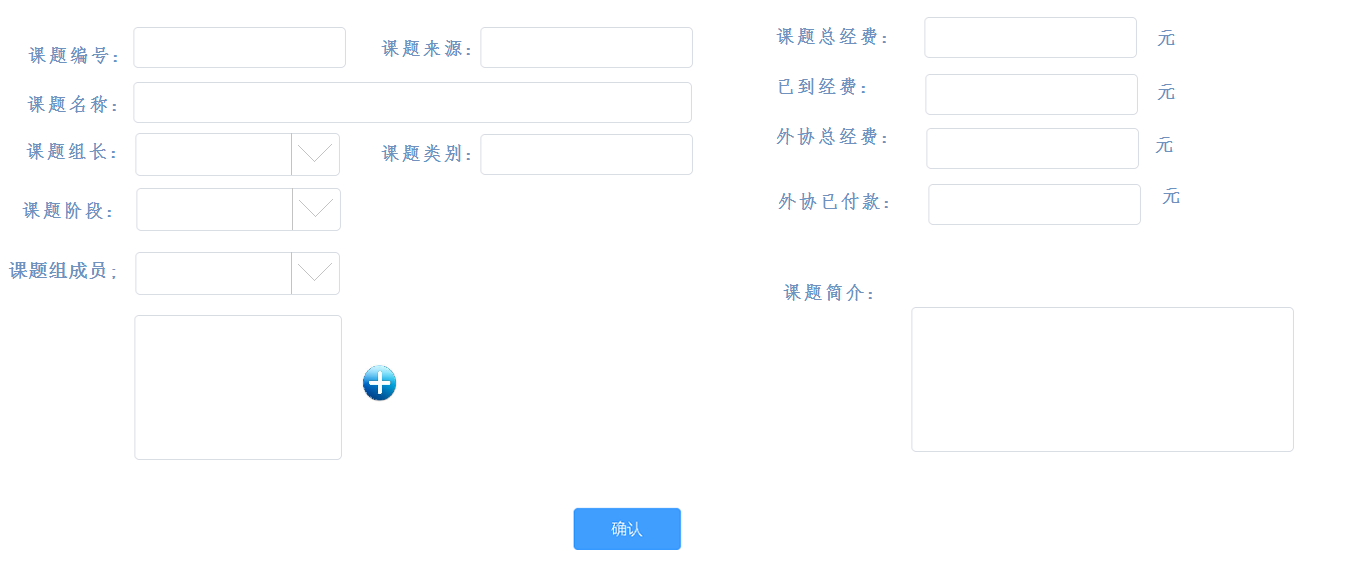 课题编号：
课题来源：
课题名称：
课题组长：
课题类别：
课题阶段：
课题组成员；
课题总经费：
元
已到经费：
元
外协总经费：
元
外协已付款：
元
课题简介：
确认